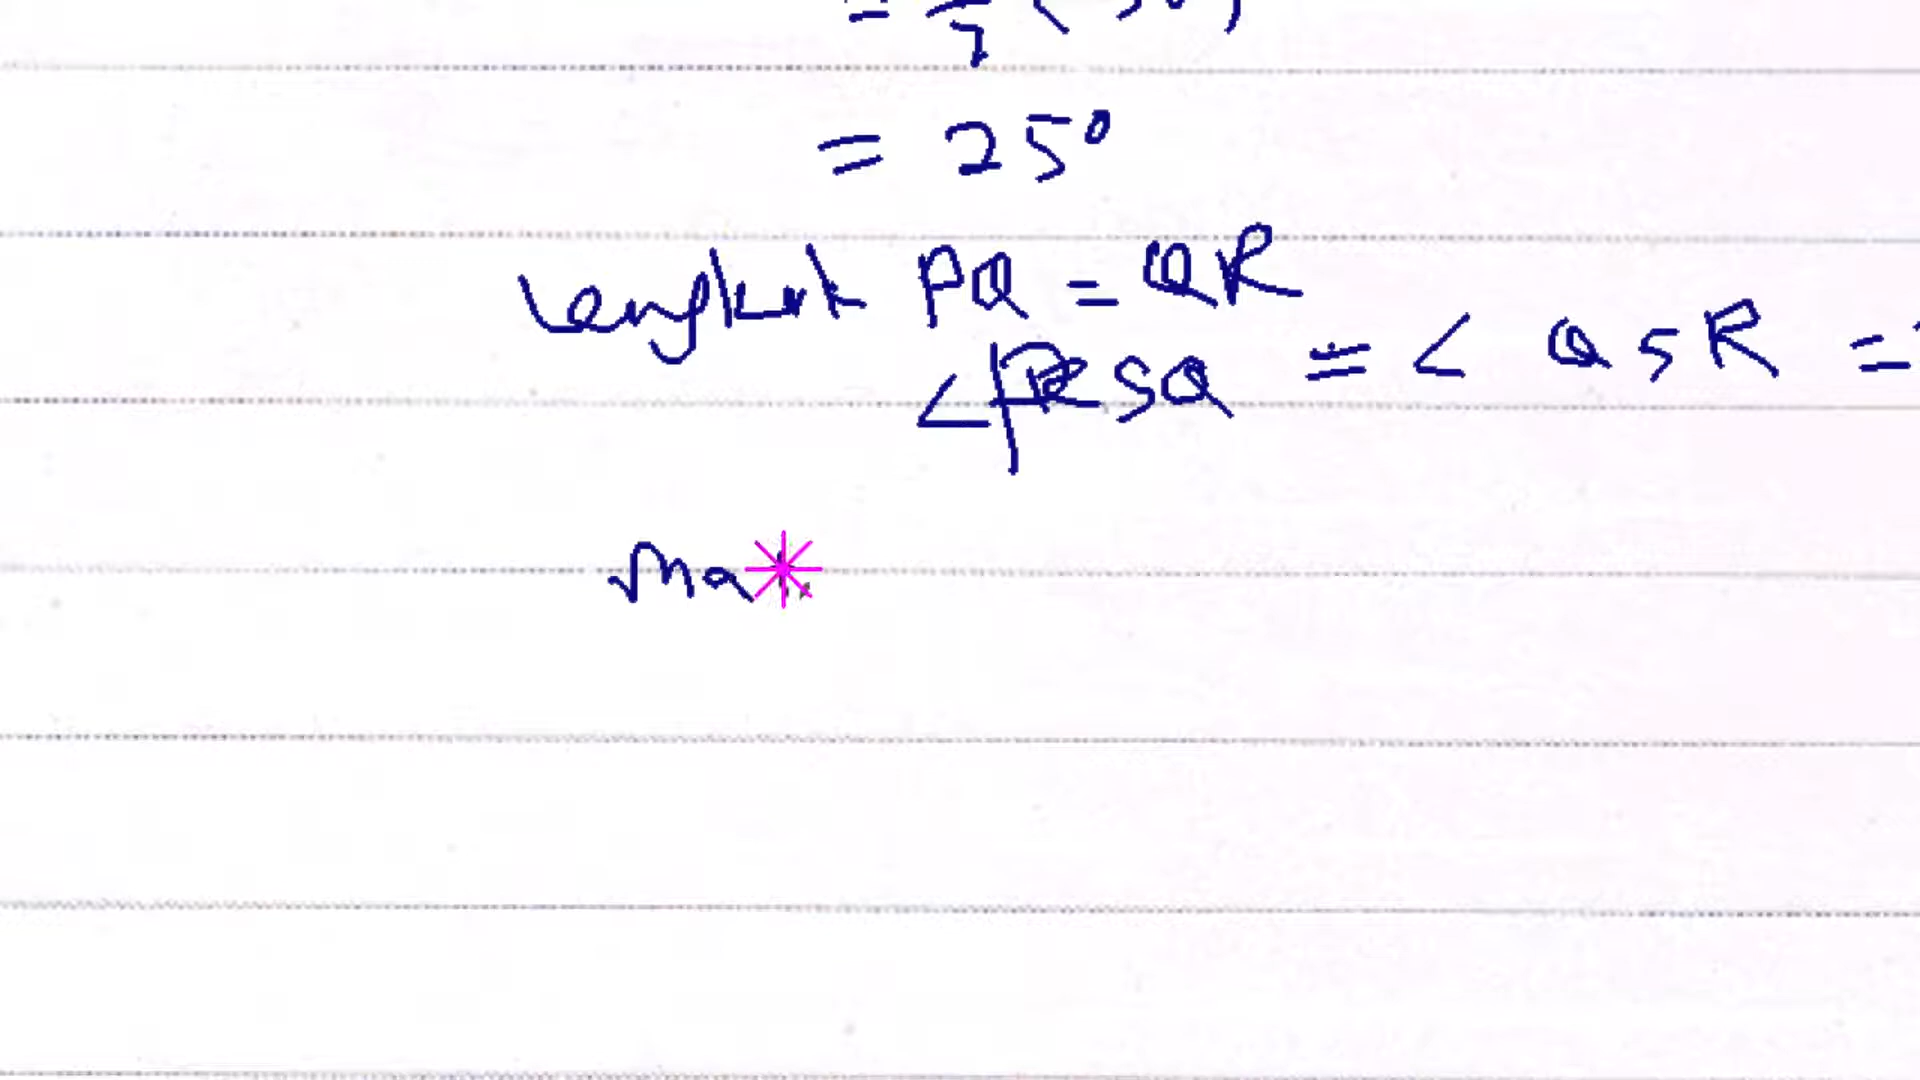 = 25°
Lengkuk PQ = QR
∠PSQ = ∠QSR =
Ma